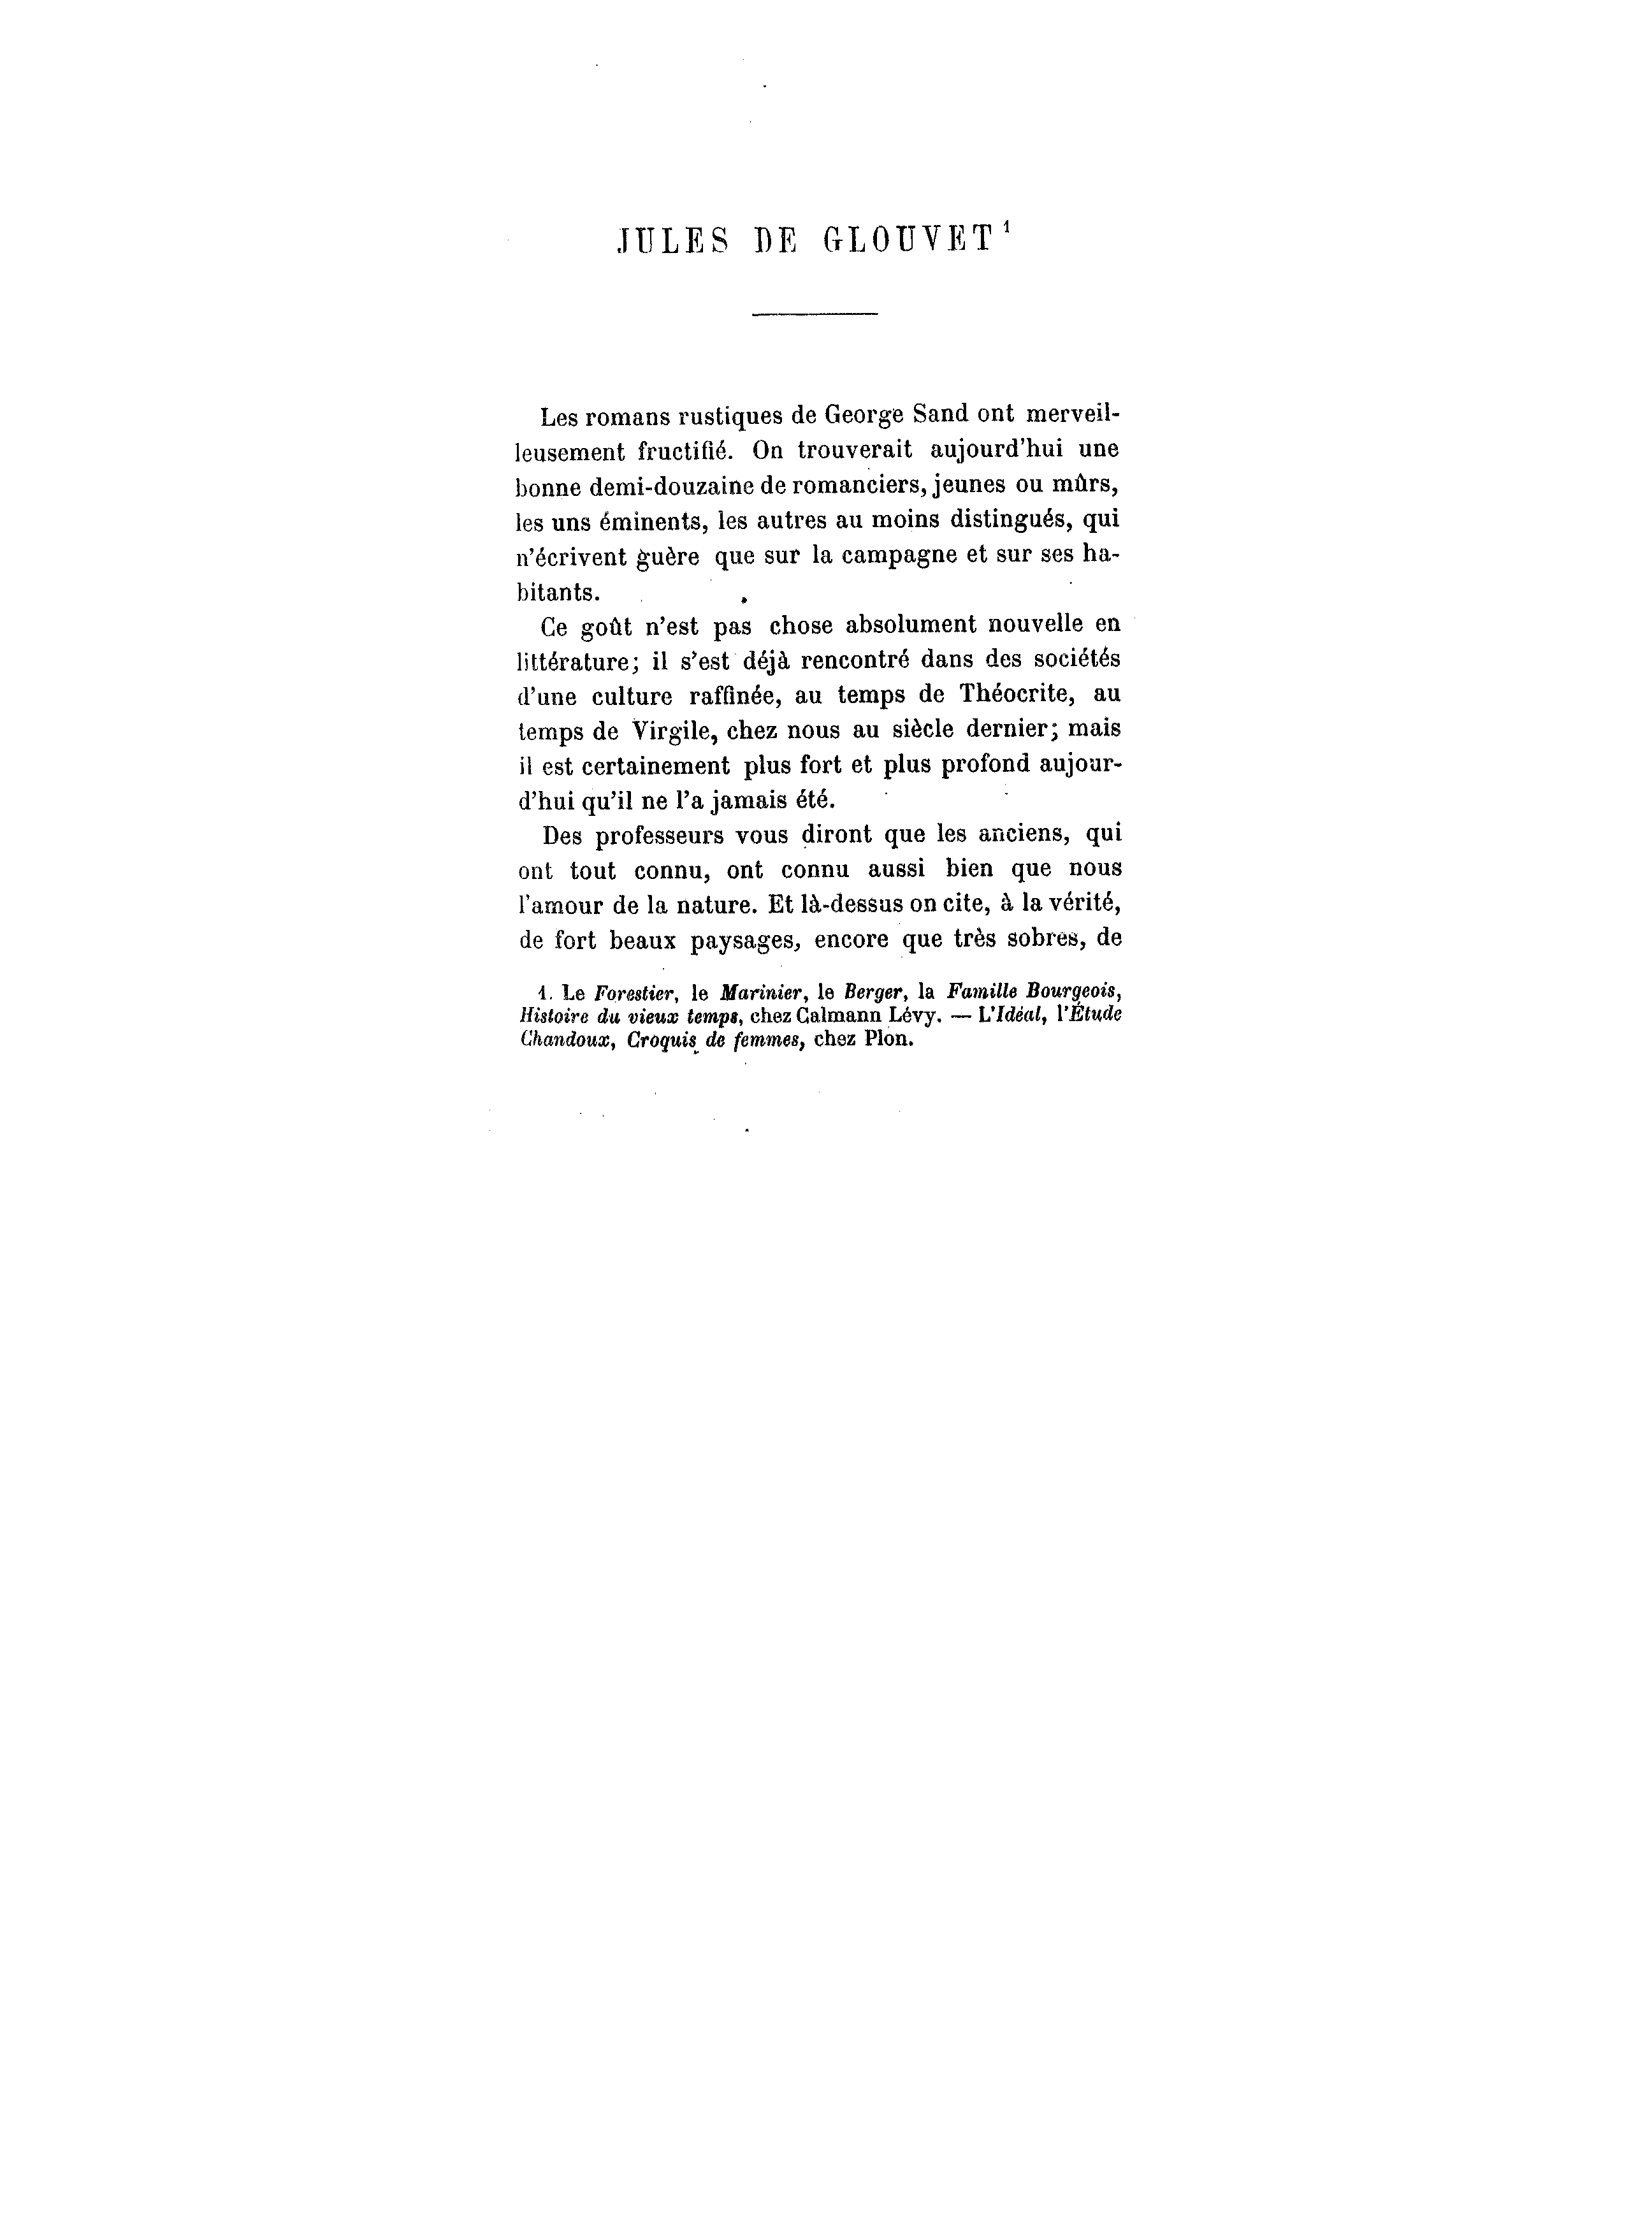 JULES DE GLOUVET¹
Les romans rustiques de George Sand ont merveil-
leusement fructifié. On trouverait aujourd'hui une
bonne demi-douzaine de romanciers, jeunes ou mûrs,
les uns éminents, les autres au moins distingués, qui
n'écrivent guère que sur la campagne et sur ses ha-
bitants.
Ce goût n'est pas chose absolument nouvelle en
littérature; il s'est déjà rencontré dans des sociétés
d'une culture raffinée, au temps de Théocrite, au
temps de Virgile, chez nous au siècle dernier; mais
il est certainement plus fort et plus profond aujour-
d'hui qu'il ne l'a jamais été.
Des professeurs vous diront que les anciens, qui
ont tout connu, ont connu aussi bien que nous
l'amour de la nature. Et là-dessus on cite, à la vérité,
de fort beaux paysages, encore que très sobres, de
1. Le Forestier, le Marinier, le Berger, la Famille Bourgeois,
Histoire du vieux temps, chez Calmann Lévy. — L'Idéal, l'Étude
Chandoux, Croquis de femmes, chez Plon.